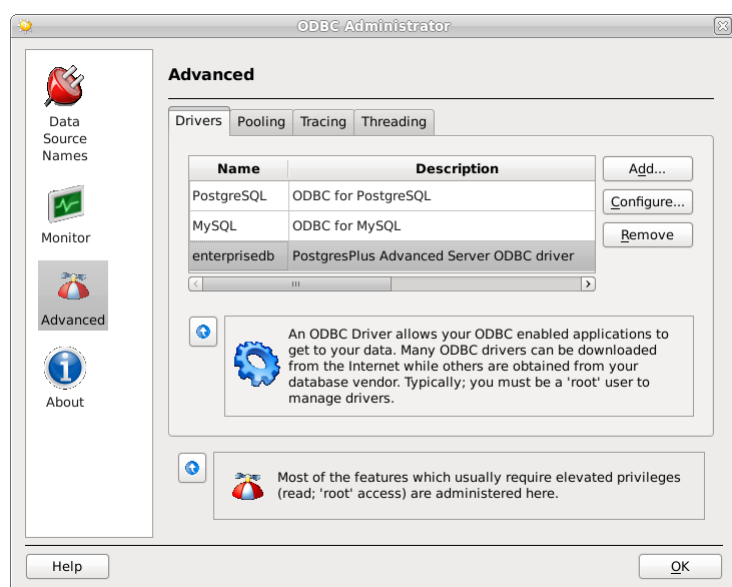 ODBC Administrator
Data
Source
Names
Monitor
Advanced
About
Advanced
Drivers Pooling Tracing Threading
Name Description
PostgreSQL ODBC for PostgreSQL
MySQL ODBC for MySQL
enterprisedb PostgresPlus Advanced Server ODBC driver
Add...
Configure...
Remove
An ODBC Driver allows your ODBC enabled applications to
get to your data. Many ODBC drivers can be downloaded
from the Internet while others are obtained from your
database vendor. Typically; you must be a 'root' user to
manage drivers.
Most of the features which usually require elevated privileges
(read; 'root' access) are administered here.
Help
OK